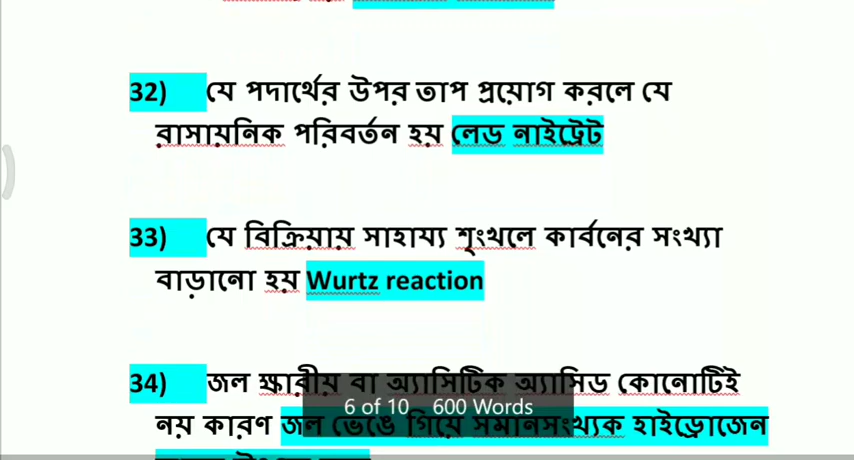 32) যে পদার্থের উপর তাপ প্রয়োগ করলে যে
রাসায়নিক পরিবর্তন হয় লেড নাইট্রেট
33) যে বিক্রিয়ায় সাহায্য শৃংখলে কার্বনের সংখ্যা
বাড়ানো হয় Wurtz reaction
34) জল ক্ষারীয় বা অ্যাসিটিক অ্যাসিড কোনোটিই
6 of 10 600 Words
নয় কারণ জল ভেঙে গিয়ে সমানসংখ্যক হাইড্রোজেন